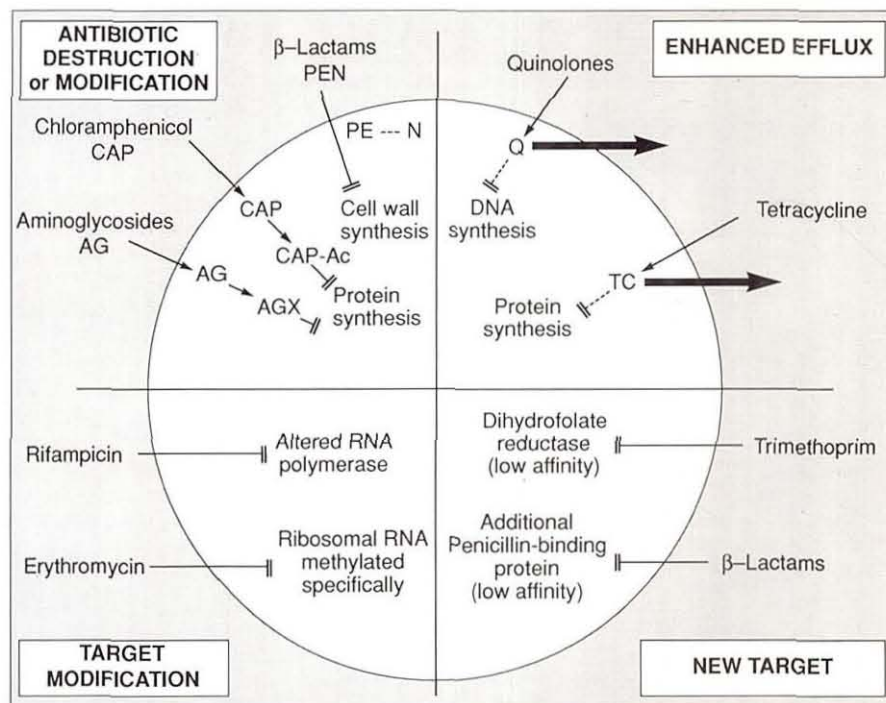 ANTIBIOTIC
DESTRUCTION
or MODIFICATION
β–Lactams
PEN
PE --- N
Chloramphenicol
CAP
CAP
Cell wall
synthesis
CAP-Ac
Aminoglycosides
AG
AG
AGX
Protein
synthesis
ENHANCED EFFLUX
Quinolones
Q
DNA
synthesis
Tetracycline
TC
Protein
synthesis
Rifampicin
Altered RNA
polymerase
Erythromycin
Ribosomal RNA
methylated
specifically
TARGET
MODIFICATION
Dihydrofolate
reductase
(low affinity)
Trimethoprim
Additional
Penicillin-binding
protein
(low affinity)
β–Lactams
NEW TARGET